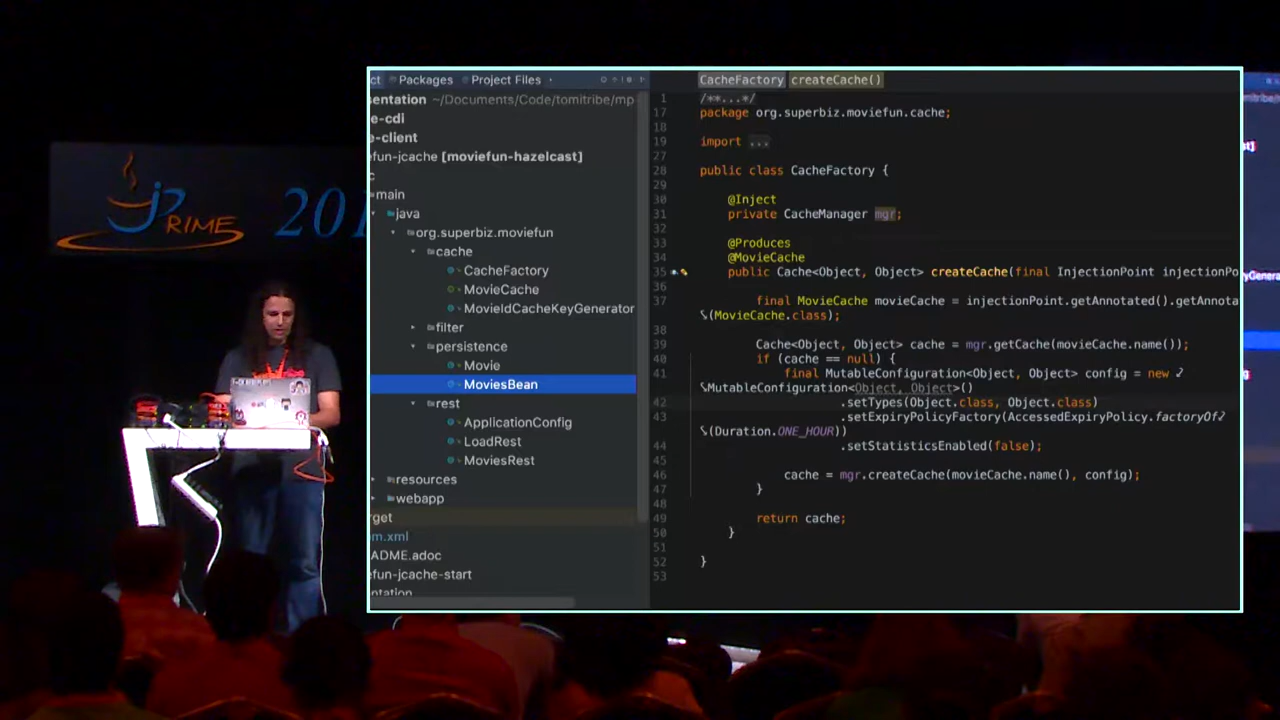 jPRIME 201
ct Packages Project Files
sentation ~/Documents/Code/tomitribe/mp
e-cdi
e-client
efun-jcache [moviefun-hazelcast]
c
main
java
org.superbiz.moviefun
cache
CacheFactory
MovieCache
MovieIdCacheKeyGenerator
filter
persistence
Movie
MoviesBean
rest
ApplicationConfig
LoadRest
MoviesRest
resources
webapp
rget
m.xml
ADME.adoc
efun-jcache-start
entation
CacheFactory createCache()
1 /**...*/
17 package org.superbiz.moviefun.cache;
18
19 import ...
27
28 public class CacheFactory {
29
30 @Inject
31 private CacheManager mgr;
32
33 @Produces
34 @MovieCache
35 public Cache<Object, Object> createCache(final InjectionPoint injectionPo
36
37 final MovieCache movieCache = injectionPoint.getAnnotated().getAnnota
(MovieCache.class);
38
39 Cache<Object, Object> cache = mgr.getCache(movieCache.name());
40 if (cache == null) {
41 final MutableConfiguration<Object, Object> config = new
MutableConfiguration<Object, Object>()
42 .setTypes(Object.class, Object.class)
43 .setExpiryPolicyFactory(AccessedExpiryPolicy.factoryOf
(Duration.ONE_HOUR))
44 .setStatisticsEnabled(false);
45
46 cache = mgr.createCache(movieCache.name(), config);
47 }
48
49 return cache;
50 }
51
52 }
53